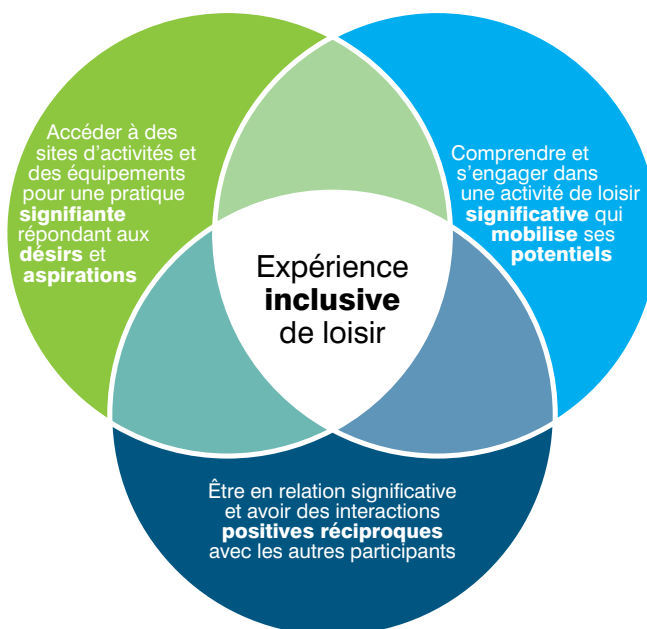 Accéder à des
sites d'activités et
des équipements
pour une pratique
signifiante
répondant aux
désirs et
aspirations
Comprendre et
s'engager dans
une activité de loisir
significative qui
mobilise ses
potentiels
Expérience
inclusive
de loisir
Être en relation significative
et avoir des interactions
positives réciproques
avec les autres participants